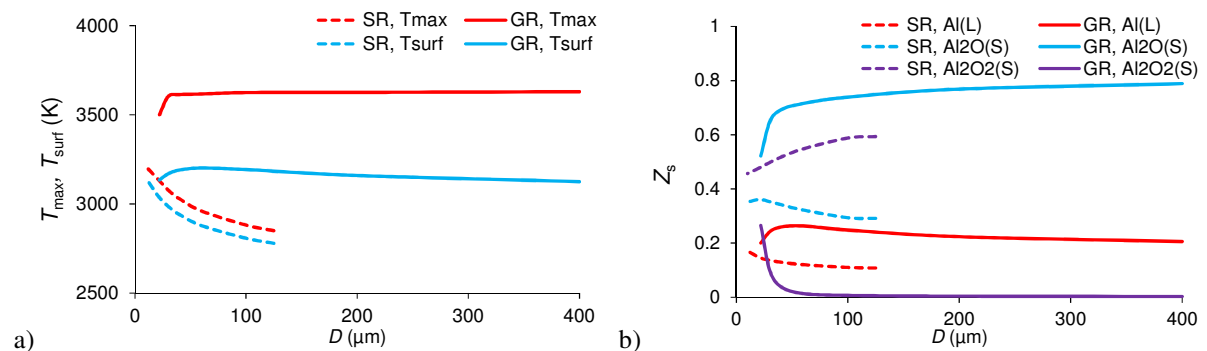 SR, Tmax GR, Tmax
SR, Tsurf GR, Tsurf
4000
3500
3000
2500
Tmax, Tsurf (K)
0 100 200 300 400
D (µm)
a)
SR, Al(L) GR, Al(L)
SR, Al2O(S) GR, Al2O(S)
SR, Al2O2(S) GR, Al2O2(S)
1
0.8
0.6
0.4
0.2
0
Zs
0 100 200 300 400
D (µm)
b)